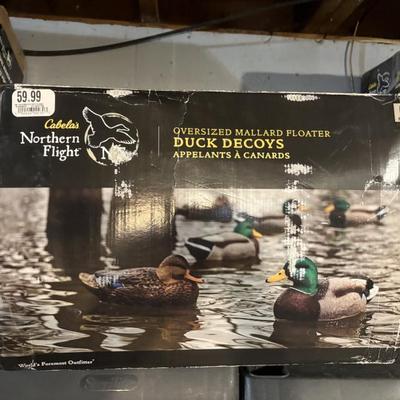 59.99
Cabela's
Northern
Flight
OVERSIZED MALLARD FLOATER
DUCK DECOYS
APPELANTS À CANARDS
World's Foremost Outfitter